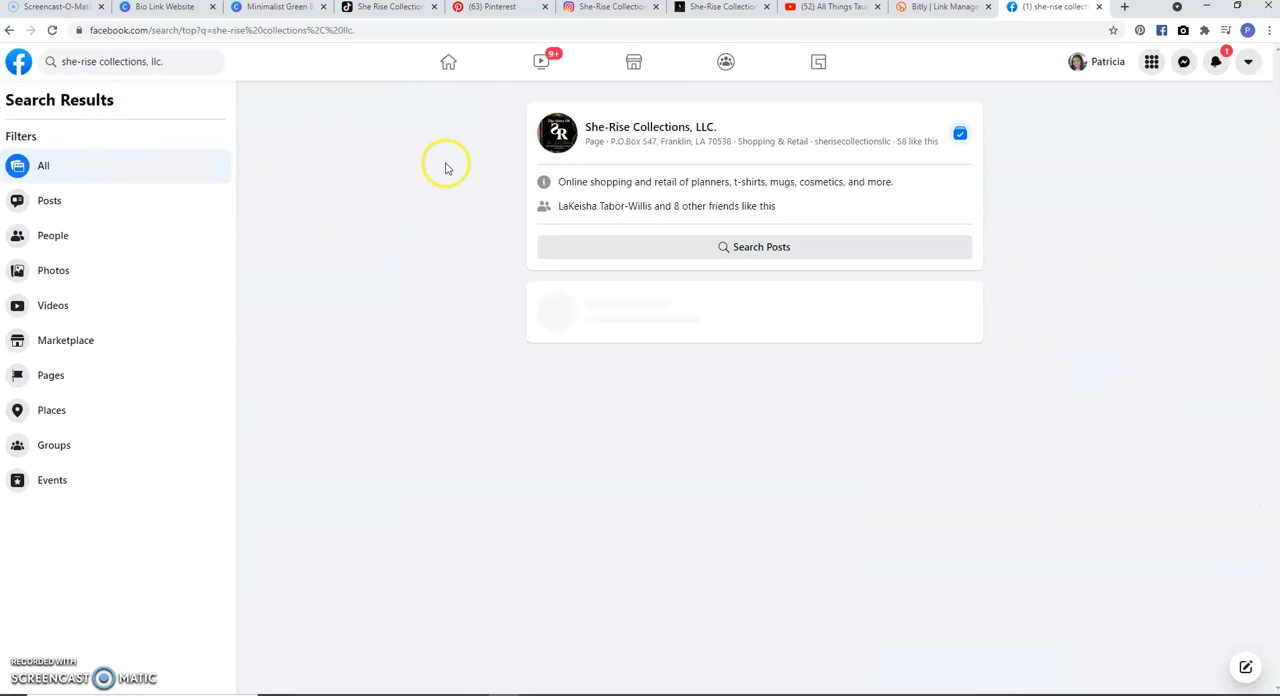 Screencast-O-Mati
Bio Link Website
Minimalist Green B
She Rise Collection
(63) Pinterest
She-Rise Collection
She-Rise Collection
(52) All Things Tau
Bitly | Link Manage
(1) she-rise collect
P
facebook.com/search/top?q=she-rise%20collections%2C%20llc.
she-rise collections, llc.
9+
Patricia
1
Search Results
Filters
All
Posts
People
Photos
Videos
Marketplace
Pages
Places
Groups
Events
SR
She-Rise Collections, LLC.
Page · P.O.Box 547, Franklin, LA 70538 · Shopping & Retail · sherisecollectionsllc · 58 like this
Online shopping and retail of planners, t-shirts, mugs, cosmetics, and more.
LaKeisha Tabor-Willis and 8 other friends like this
Search Posts
RECORDED WITH
SCREENCAST MATIC